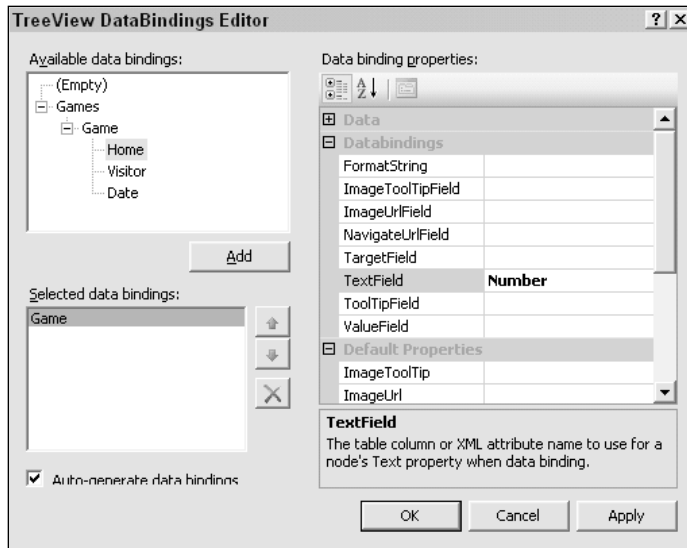 TreeView DataBindings Editor
Available data bindings:
(Empty)
Games
Game
Home
Visitor
Date
Add
Selected data bindings:
Game
Auto-generate data bindings
Data binding properties:
Data
Databindings
FormatString
ImageToolTipField
ImageUrlField
NavigateUrlField
TargetField
TextField Number
ToolTipField
ValueField
Default Properties
ImageToolTip
ImageUrl
TextField
The table column or XML attribute name to use for a
node's Text property when data binding.
OK Cancel Apply